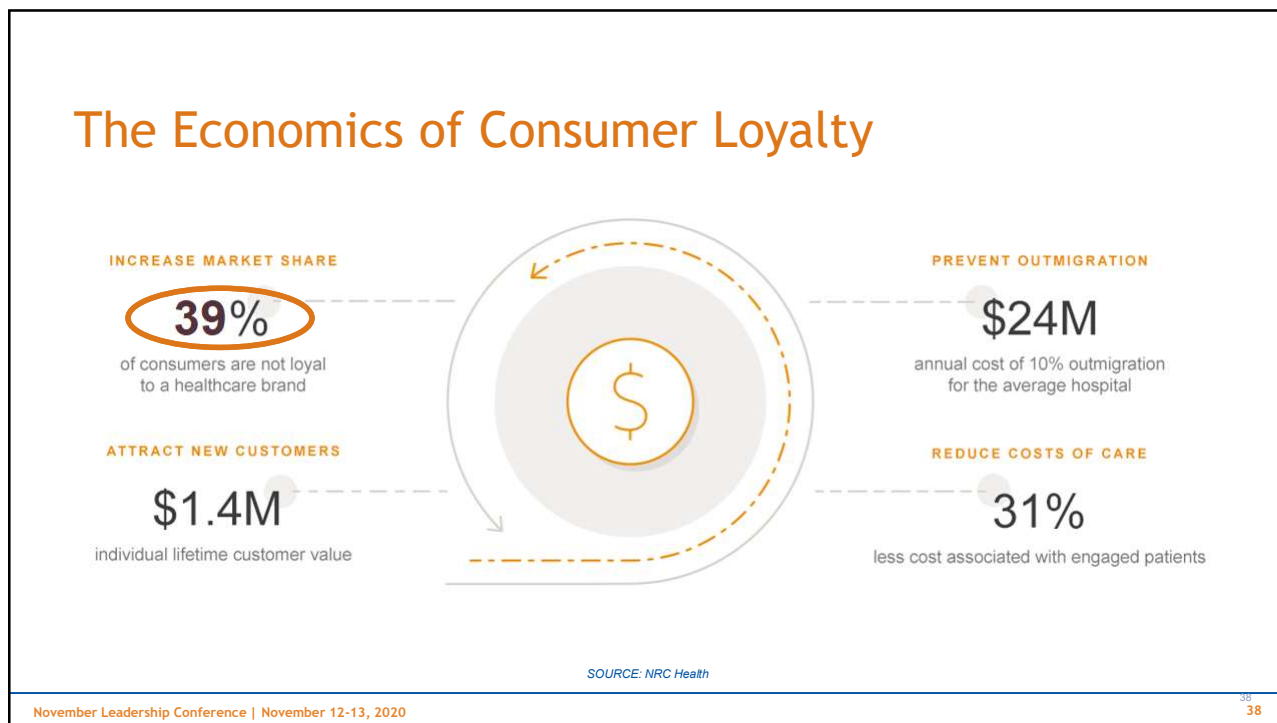 The Economics of Consumer Loyalty
INCREASE MARKET SHARE
39%
of consumers are not loyal
to a healthcare brand
ATTRACT NEW CUSTOMERS
$1.4M
individual lifetime customer value
$
PREVENT OUTMIGRATION
$24M
annual cost of 10% outmigration
for the average hospital
REDUCE COSTS OF CARE
31%
less cost associated with engaged patients
SOURCE: NRC Health
November Leadership Conference | November 12-13, 2020
38
38